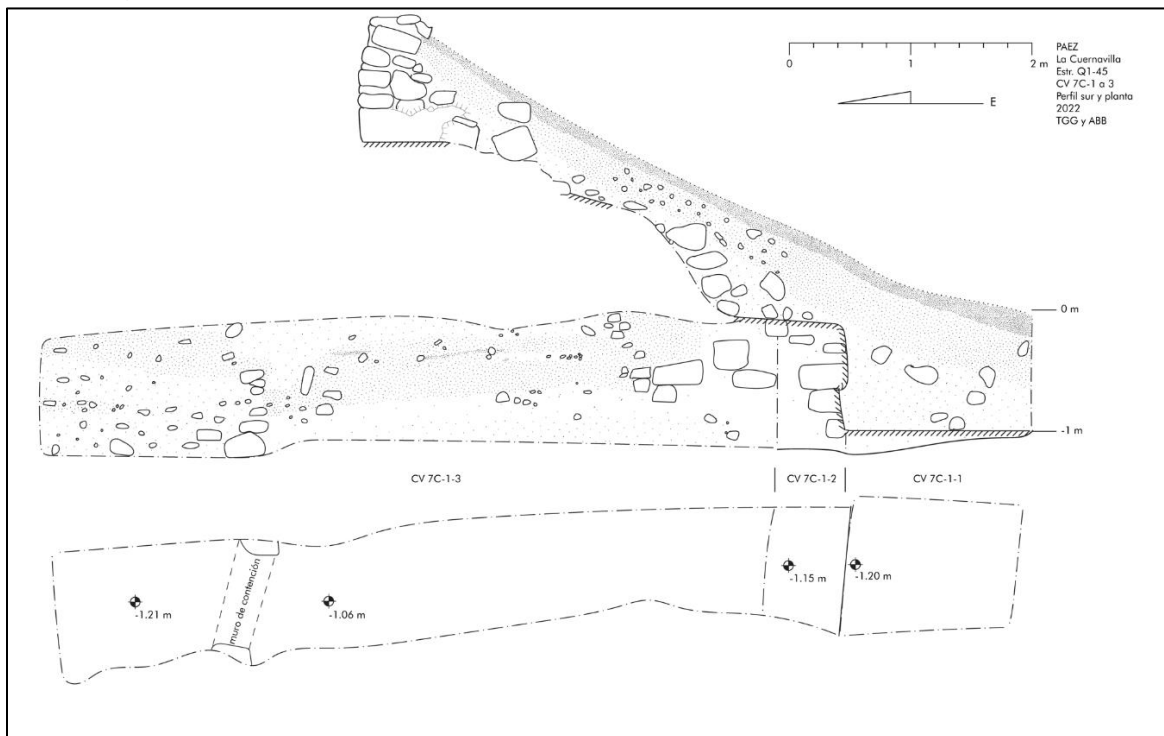 0
1
2 m
PAEZ
La Cuernavilla
Estr. Q1-45
CV 7C-1 a 3
Perfil sur y planta
2022
TGG y ABB
E
0 m
-1 m
CV 7C-1-3
CV 7C-1-2
CV 7C-1-1
muro de contención
-1.21 m
-1.06 m
-1.15 m
-1.20 m